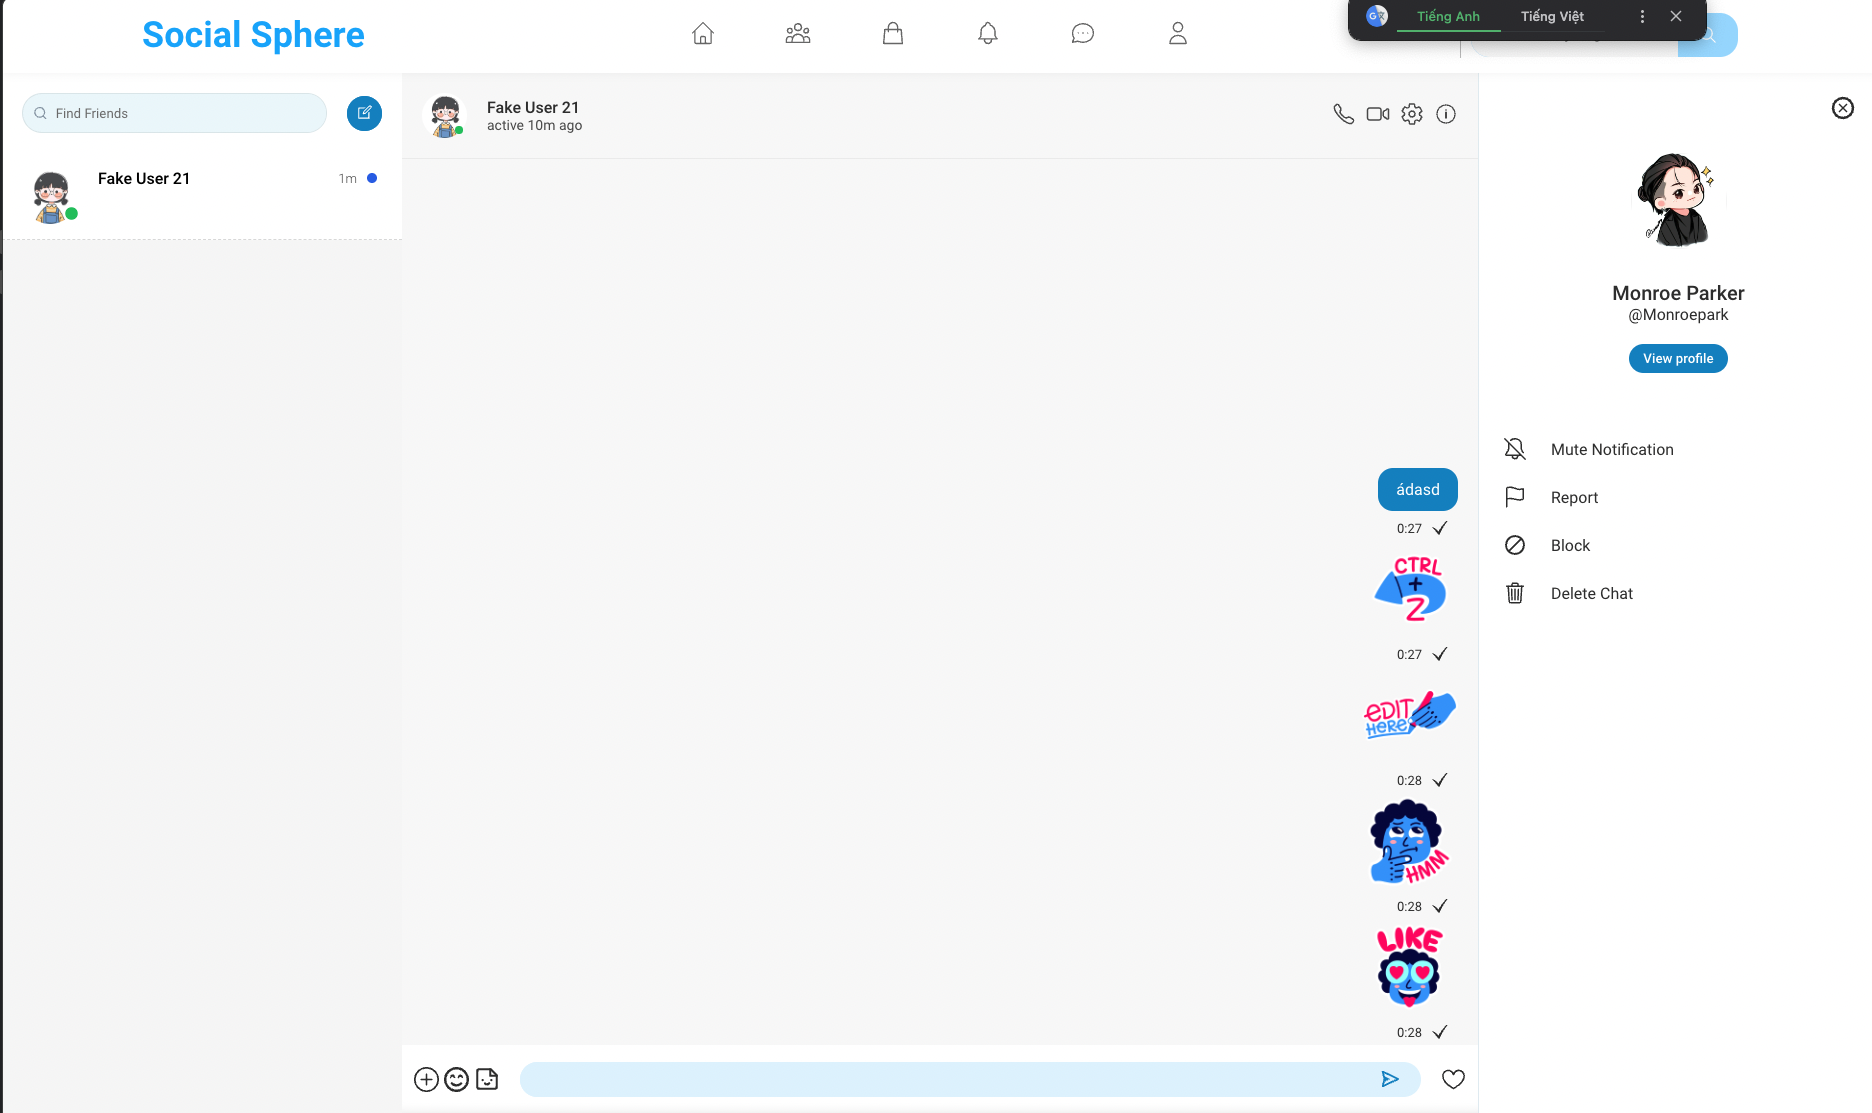 Social Sphere
Tiếng Anh
Tiếng Việt
Find Friends
Fake User 21
1m
Fake User 21
active 10m ago
ádasd
0:27
CTRL
+
Z
0:27
EDIT
HERE
0:28
HMM
0:28
LIKE
0:28
Monroe Parker
@Monroepark
View profile
Mute Notification
Report
Block
Delete Chat